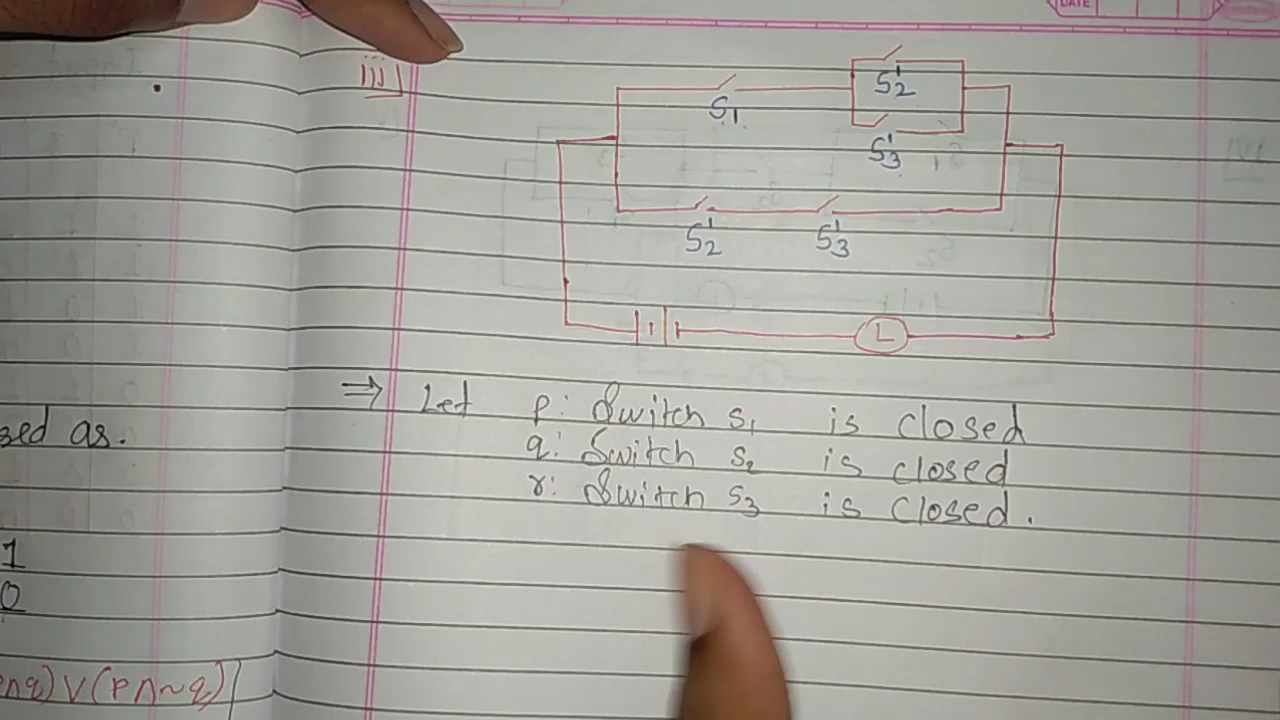 DATE
iii]
S1
S2'
S3'
S2'
S3'
L
⇒ Let p: Switch S1 is closed
q: Switch S2 is closed
r: Switch S3 is closed.
as.
1
0
q) ∨ (p ∧ ~q)]